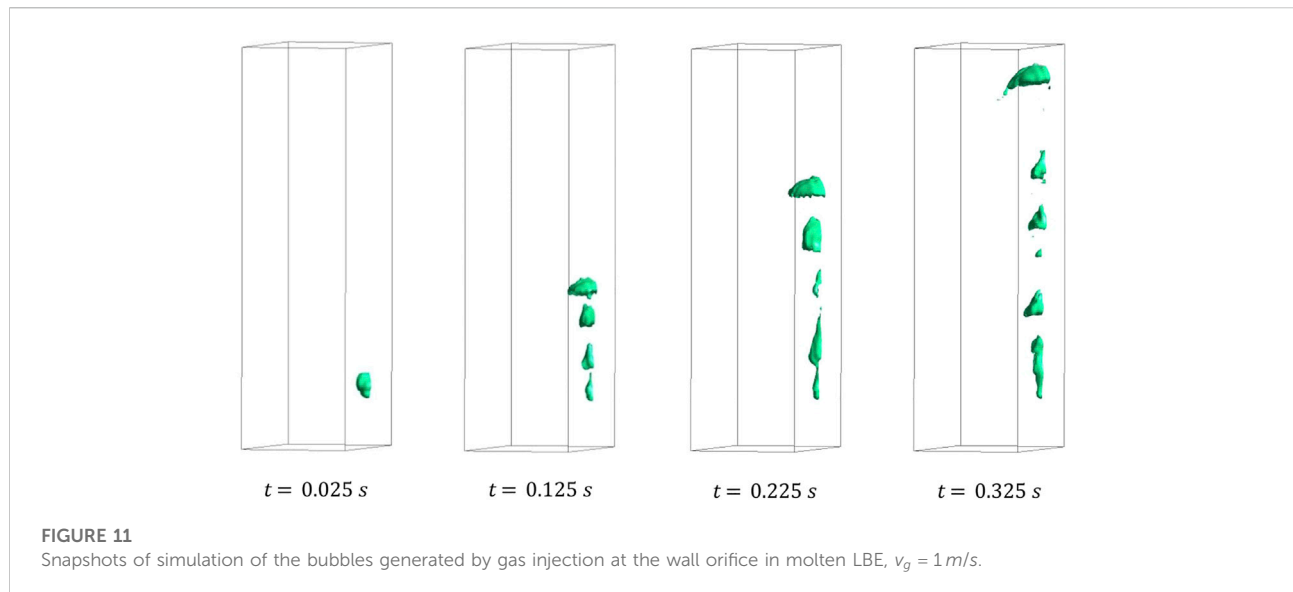 t = 0.025 s
t = 0.125 s
t = 0.225 s
t = 0.325 s
FIGURE 11
Snapshots of simulation of the bubbles generated by gas injection at the wall orifice in molten LBE, v_g = 1 m/s.